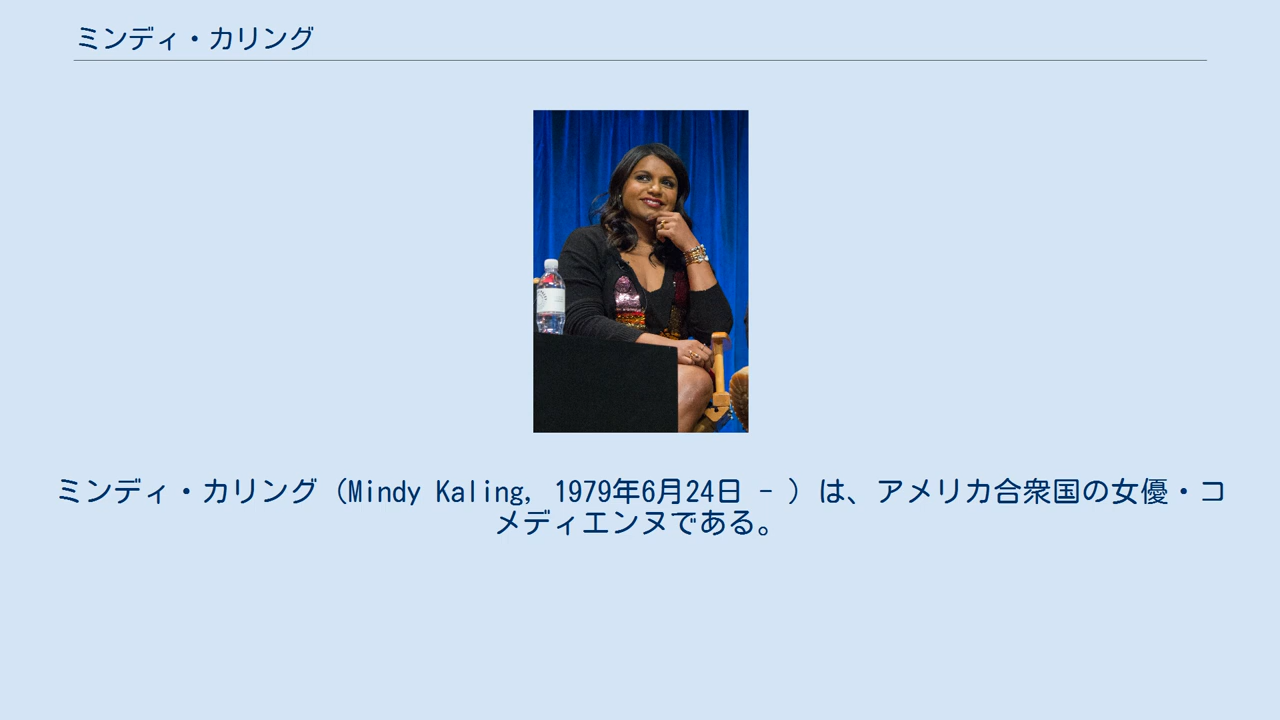 ミンディ・カリング
ミンディ・カリング（Mindy Kaling, 1979年6月24日 - ）は、アメリカ合衆国の女優・コ
メディエンヌである。